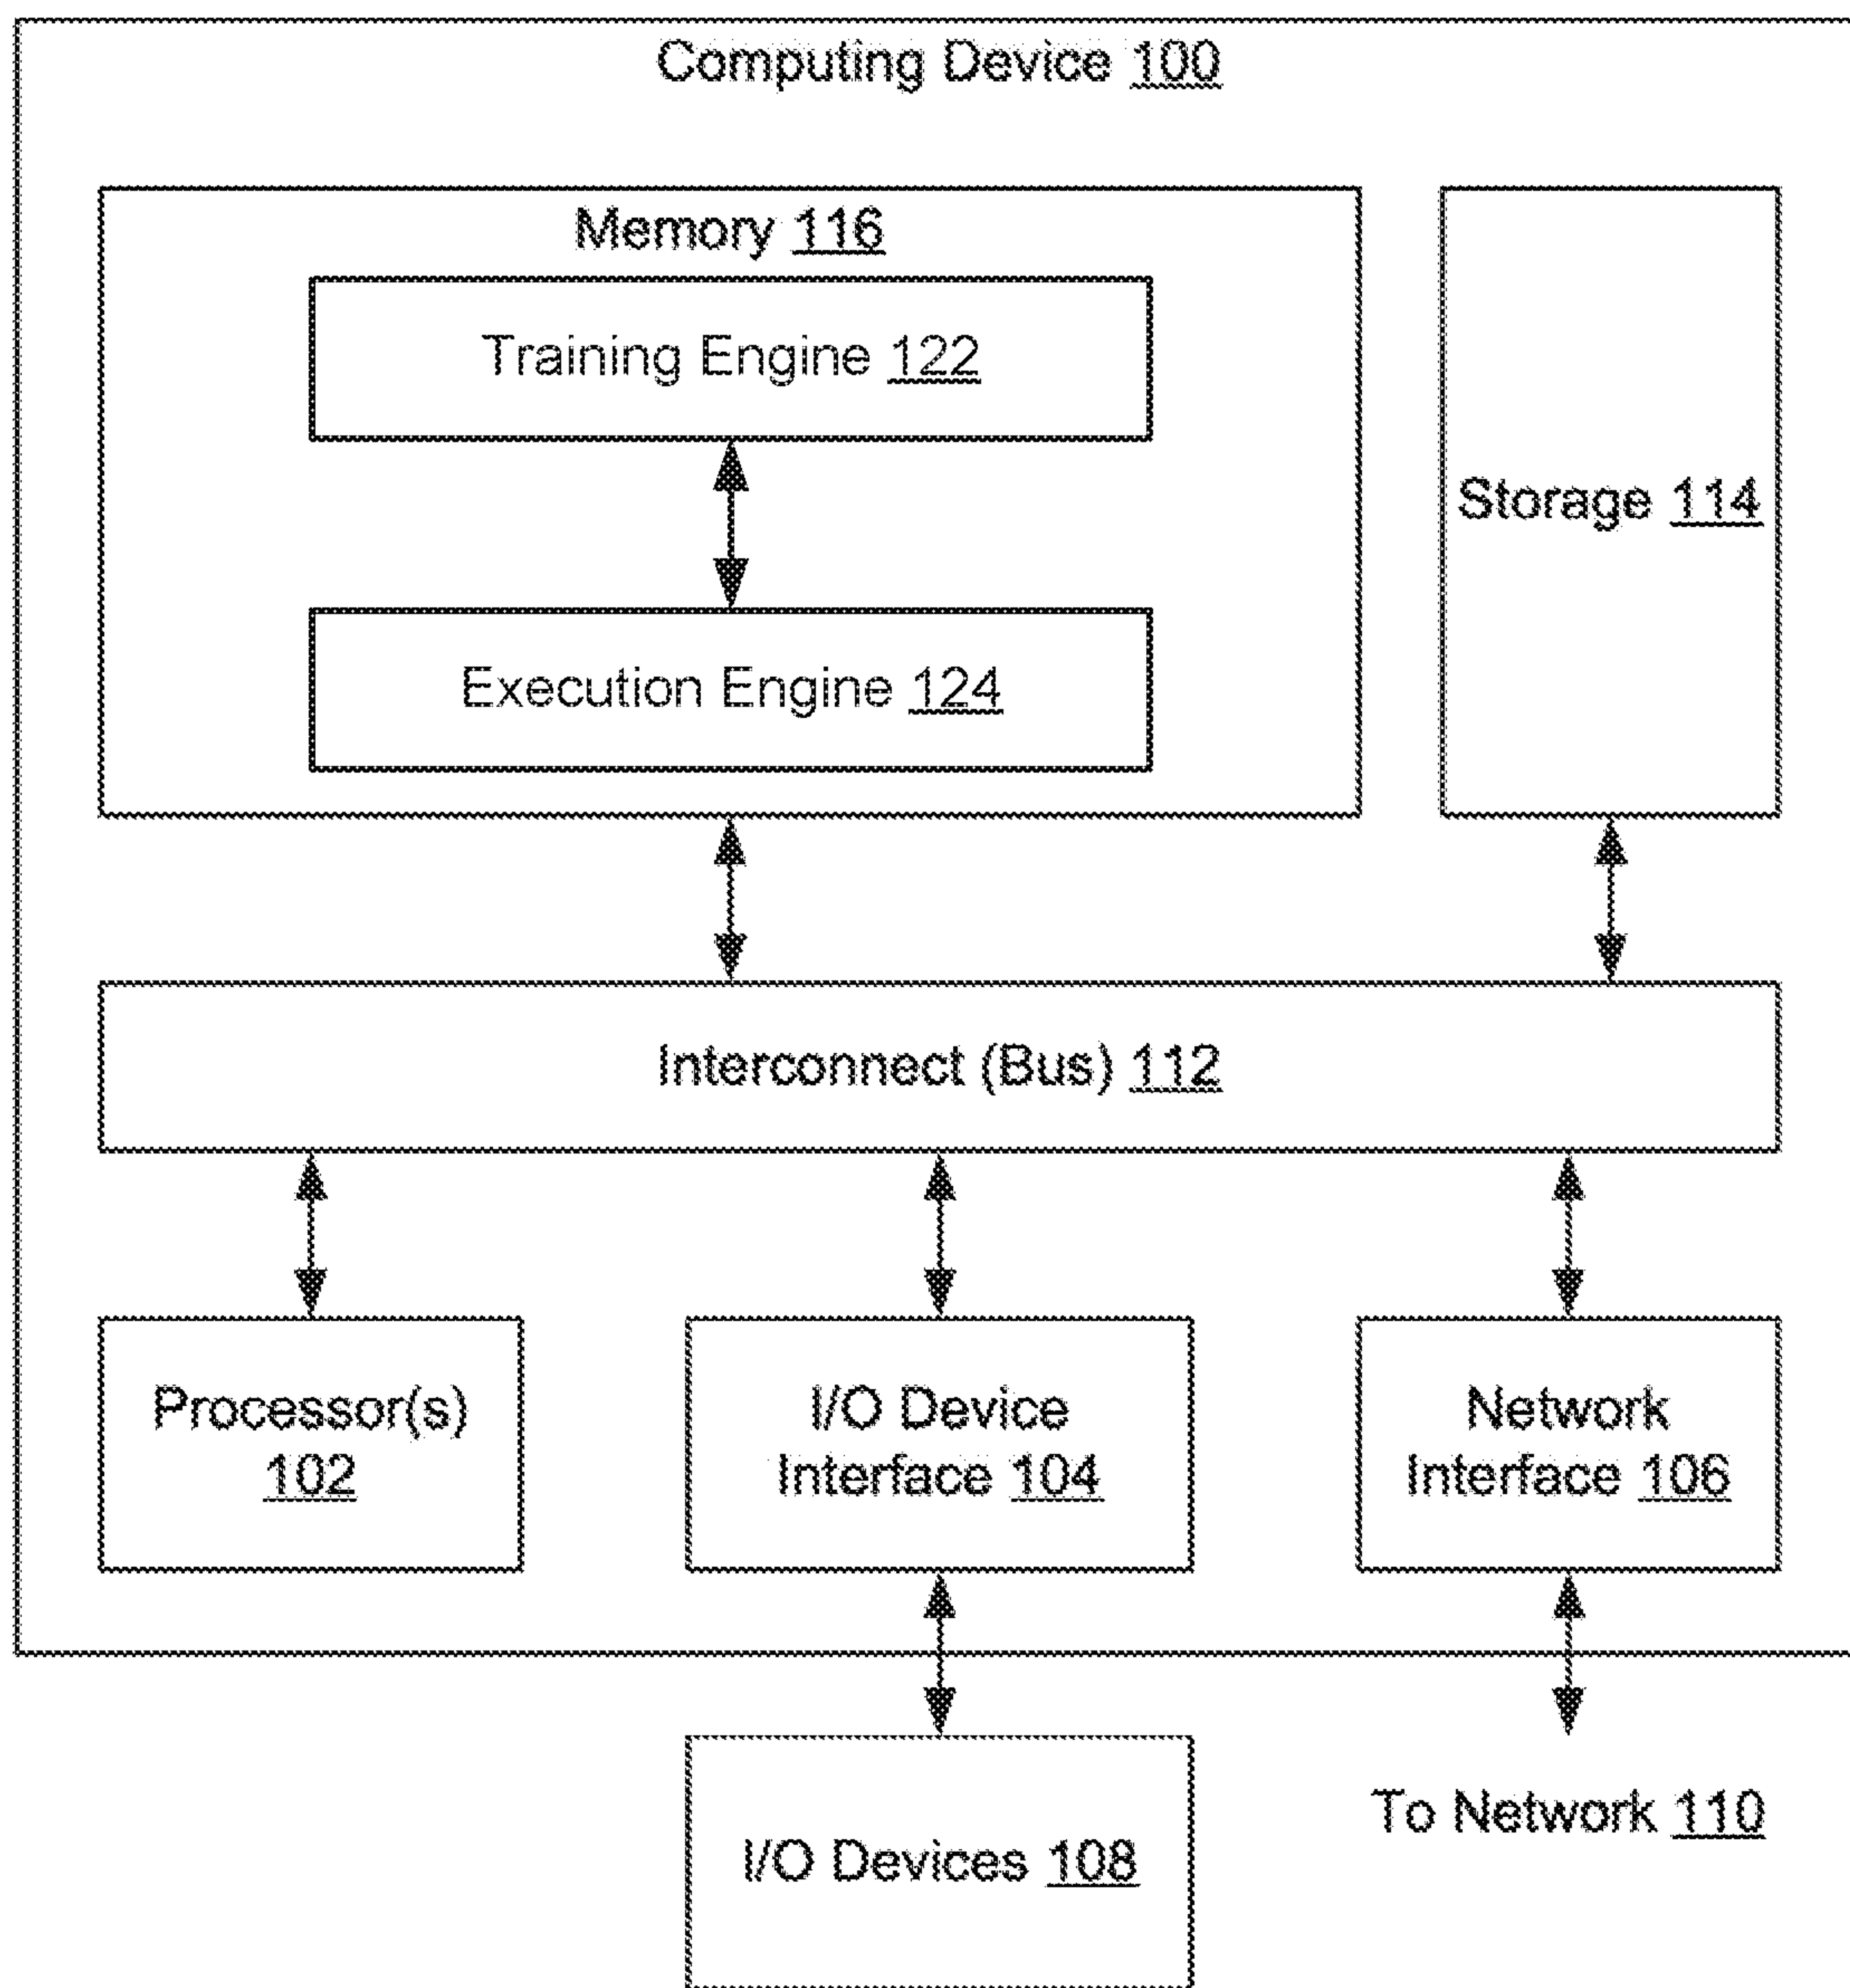 Computing Device 100
Memory 116
Training Engine 122
Storage 114
Execution Engine 124
Interconnect (Bus) 112
Processor(s)
102
I/O Device
Interface 104
Network
Interface 106
To Network 110
I/O Devices 108